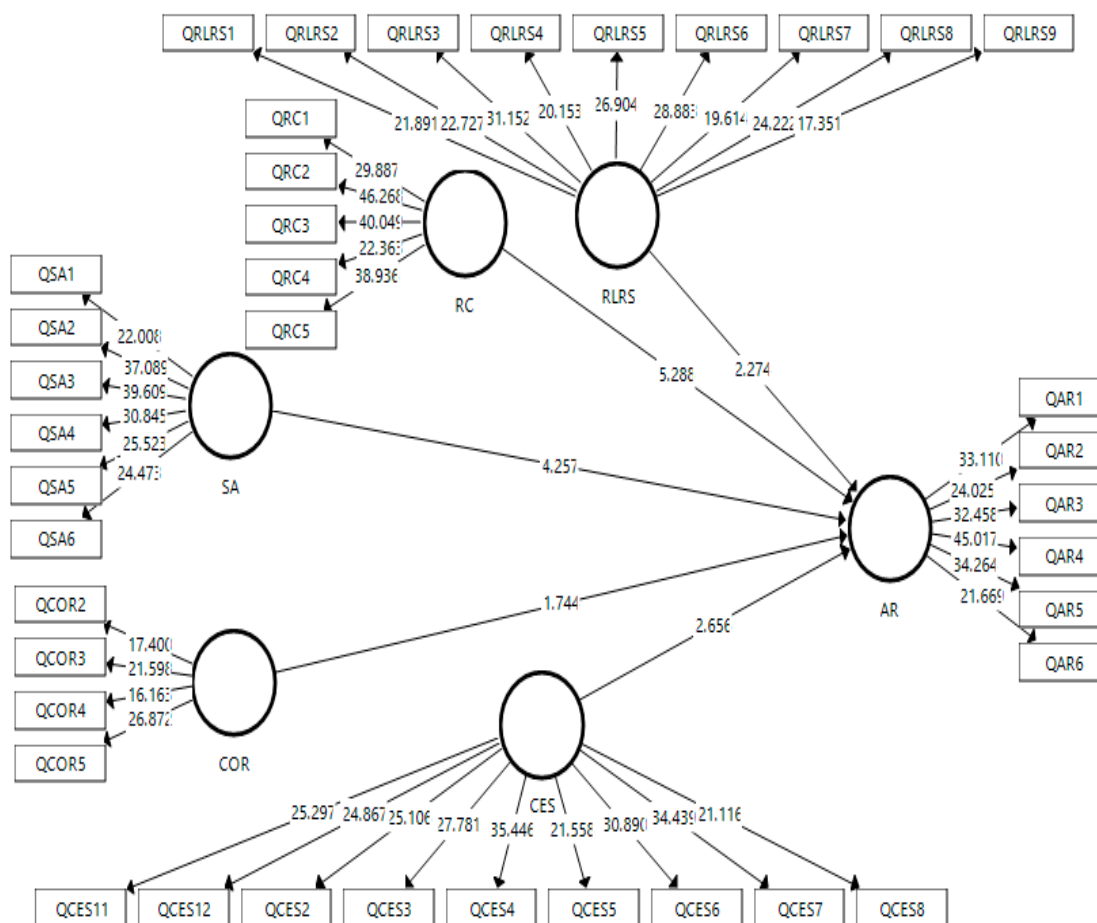 QRLRS1 QRLRS2 QRLRS3 QRLRS4 QRLRS5 QRLRS6 QRLRS7 QRLRS8 QRLRS9
21.891 22.727 31.152 20.153 26.904 28.883 19.614 24.222 17.351
QRC1
QRC2
QRC3
QRC4
QRC5
29.887
46.268
40.049
22.363
38.936
RC
RLRS
QSA1
QSA2
QSA3
QSA4
QSA5
QSA6
22.008
37.089
39.609
30.845
25.523
24.473
SA
5.288
2.274
4.257
1.744
2.656
QAR1
QAR2
QAR3
QAR4
QAR5
QAR6
33.110
24.025
32.458
45.017
34.264
21.669
AR
QCOR2
QCOR3
QCOR4
QCOR5
17.400
21.598
16.163
26.872
COR
CES
25.297 24.867 25.106 27.781 35.446 21.558 30.890 34.439 21.116
QCES11 QCES12 QCES2 QCES3 QCES4 QCES5 QCES6 QCES7 QCES8